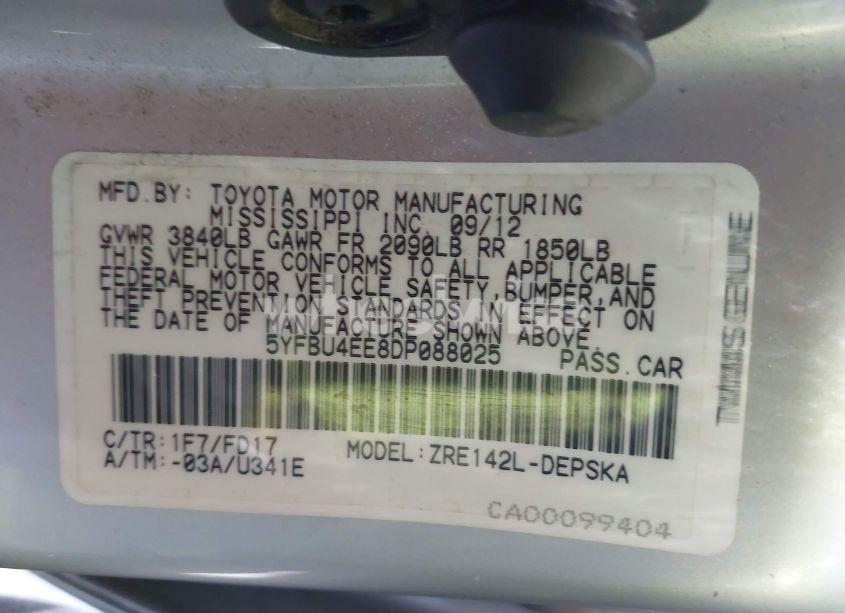 MFD.BY: TOYOTA MOTOR MANUFACTURING
MISSISSIPPI INC. 09/12
GVWR 3840LB GAWR FR 2090LB RR 1850LB
THIS VEHICLE CONFORMS TO ALL APPLICABLE
FEDERAL MOTOR VEHICLE SAFETY,BUMPER,AND
THEFT PREVENTION STANDARDS IN EFFECT ON
THE DATE OF MANUFACTURE SHOWN ABOVE.
5YFBU4EE8DP088025 PASS.CAR
C/TR:1F7/FD17 MODEL:ZRE142L-DEPSKA
A/TM:-03A/U341E
CA00099404
GENUINE